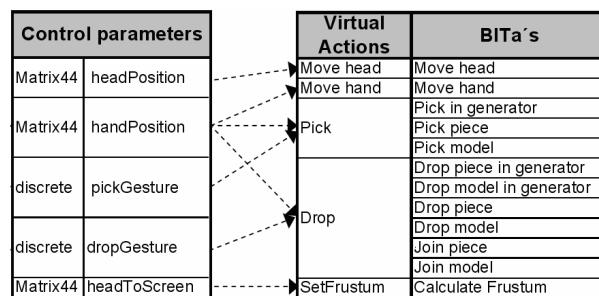 Control parameters
Matrix44 headPosition
Matrix44 handPosition
discrete pickGesture
discrete dropGesture
Matrix44 headToScreen
Virtual Actions BITa´s
Move head Move head
Move hand Move hand
Pick Pick in generator
Pick piece
Pick model
Drop Drop piece in generator
Drop model in generator
Drop piece
Drop model
Join piece
Join model
SetFrustum Calculate Frustum